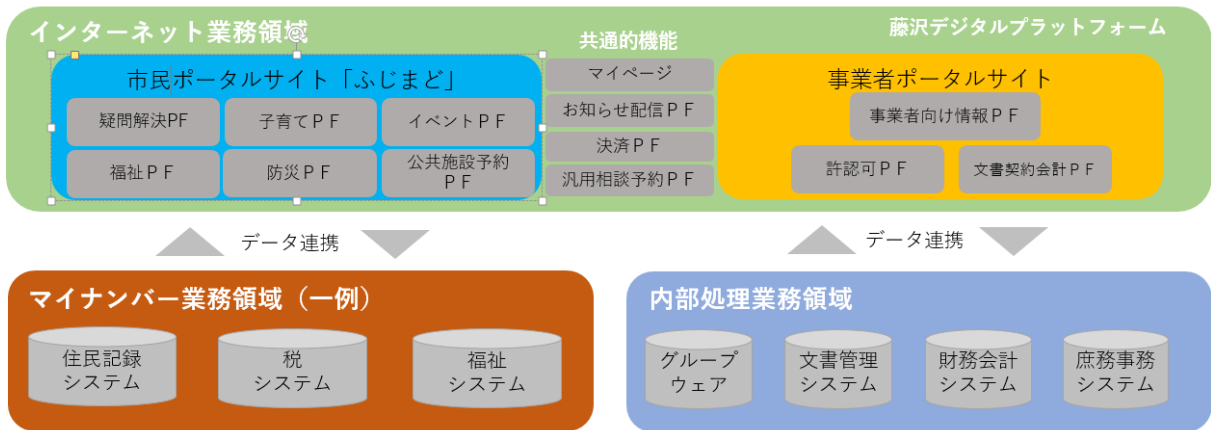 インターネット業務領域
藤沢デジタルプラットフォーム
市民ポータルサイト「ふじまど」
疑問解決PF
子育てＰＦ
イベントＰＦ
福祉ＰＦ
防災ＰＦ
公共施設予約
ＰＦ
共通的機能
マイページ
お知らせ配信ＰＦ
決済ＰＦ
汎用相談予約ＰＦ
事業者ポータルサイト
事業者向け情報ＰＦ
許認可ＰＦ
文書契約会計ＰＦ
データ連携
データ連携
マイナンバー業務領域（一例）
住民記録
システム
税
システム
福祉
システム
内部処理業務領域
グループ
ウェア
文書管理
システム
財務会計
システム
庶務事務
システム